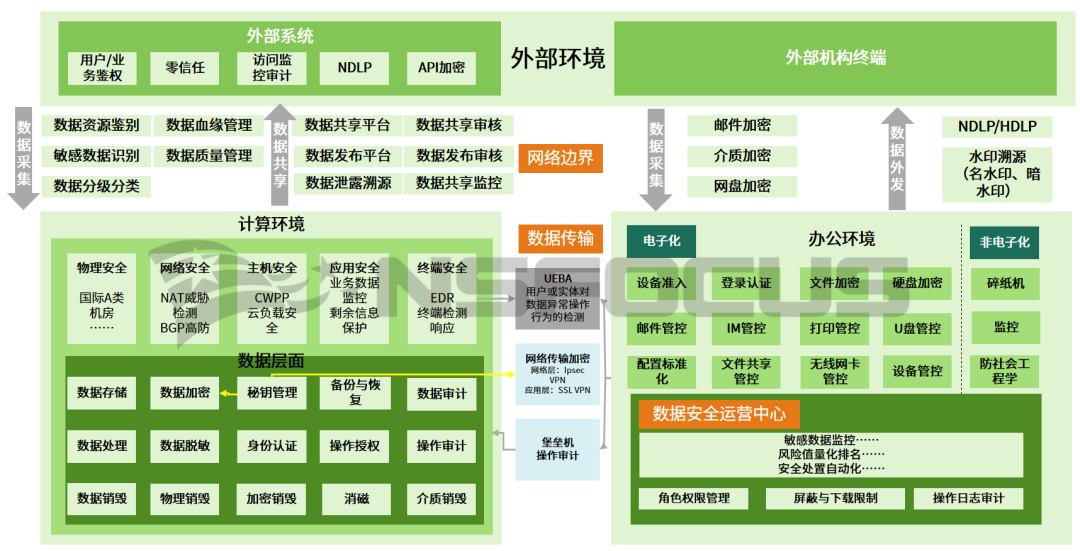 外部环境
外部系统
用户/业
务鉴权
零信任
访问监
控审计
NDLP
API加密
外部机构终端
数据采集
数据资源鉴别
数据血缘管理
敏感数据识别
数据质量管理
数据分级分类
数据共享
数据共享平台
数据共享审核
数据发布平台
数据发布审核
数据泄露溯源
数据共享监控
网络边界
数据采集
邮件加密
介质加密
网盘加密
数据外发
NDLP/HDLP
水印溯源
（名水印、暗
水印）
计算环境
物理安全
国际A类
机房
……
网络安全
NAT威胁
检测
BGP高防
主机安全
CWPP
云负载安
全
应用安全
业务数据
监控
剩余信息
保护
终端安全
EDR
终端检测
响应
数据层面
数据存储
数据加密
秘钥管理
备份与恢
复
数据审计
数据处理
数据脱敏
身份认证
操作授权
操作审计
数据销毁
物理销毁
加密销毁
消磁
介质销毁
数据传输
UEBA
用户或实体对
数据异常操作
行为的检测
网络传输加密
网络层：Ipsec
VPN
应用层：SSL VPN
堡垒机
操作审计
办公环境
电子化
非电子化
设备准入
登录认证
文件加密
硬盘加密
碎纸机
邮件管控
IM管控
打印管控
U盘管控
监控
配置标准
化
文件共享
管控
无线网卡
管控
设备管控
防社会工
程学
数据安全运营中心
敏感数据监控……
风险值量化排名……
安全处置自动化……
角色权限管理
屏蔽与下载限制
操作日志审计
NSFOCUS